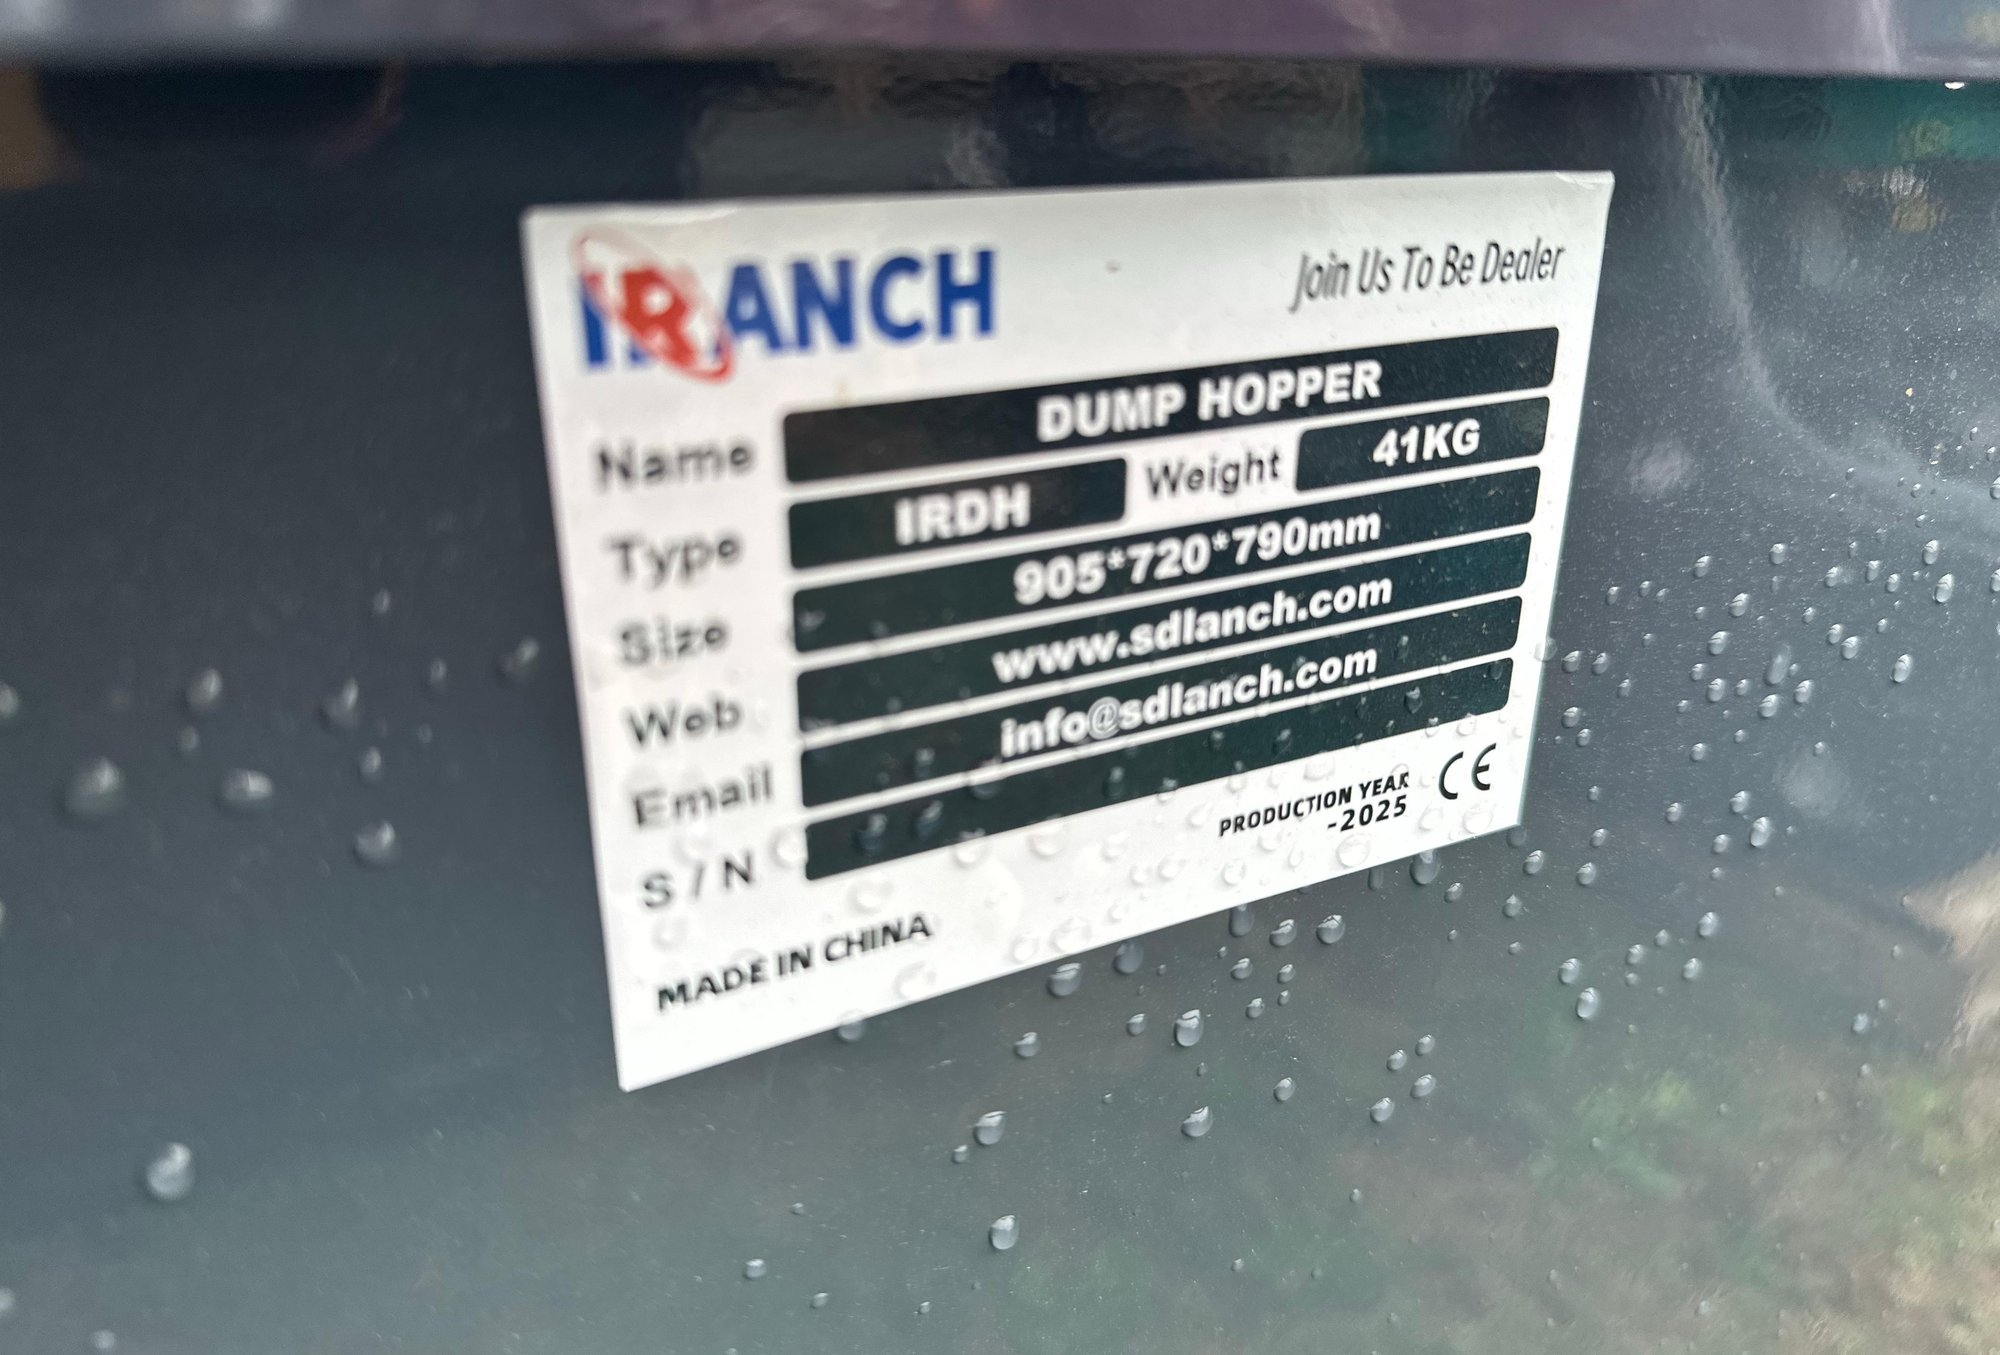 IRANCH
Join Us To Be Dealer
Name DUMP HOPPER
Type IRDH Weight 41KG
Size 905*720*790mm
Web www.sdlanch.com
Email info@sdlanch.com
S / N
MADE IN CHINA
PRODUCTION YEAR
-2025
CE